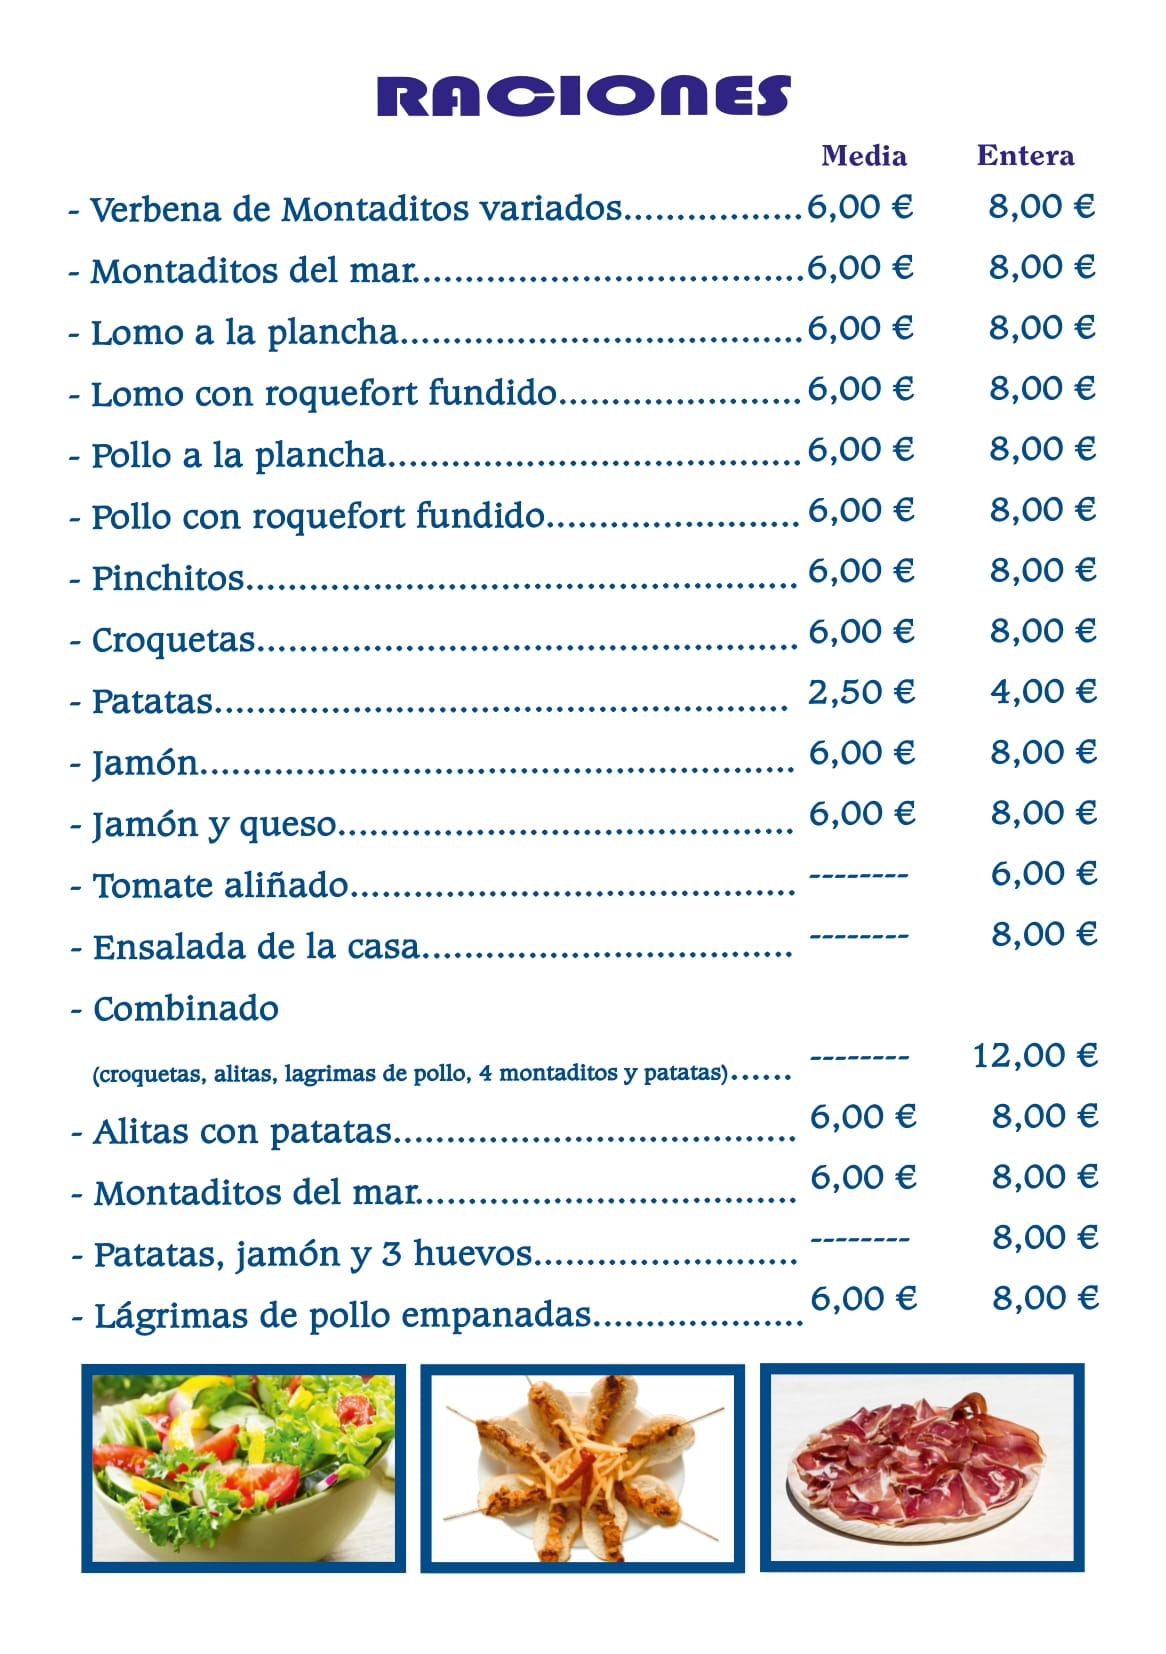 RACIONES
Media Entera
- Verbena de Montaditos variados................. 6,00 € 8,00 €
- Montaditos del mar..................................... 6,00 € 8,00 €
- Lomo a la plancha...................................... 6,00 € 8,00 €
- Lomo con roquefort fundido....................... 6,00 € 8,00 €
- Pollo a la plancha....................................... 6,00 € 8,00 €
- Pollo con roquefort fundido........................ 6,00 € 8,00 €
- Pinchitos.................................................... 6,00 € 8,00 €
- Croquetas................................................... 6,00 € 8,00 €
- Patatas...................................................... 2,50 € 4,00 €
- Jamón........................................................ 6,00 € 8,00 €
- Jamón y queso........................................... 6,00 € 8,00 €
- Tomate aliñado.......................................... -------- 6,00 €
- Ensalada de la casa................................... -------- 8,00 €
- Combinado
(croquetas, alitas, lagrimas de pollo, 4 montaditos y patatas)...... -------- 12,00 €
- Alitas con patatas...................................... 6,00 € 8,00 €
- Montaditos del mar.................................... 6,00 € 8,00 €
- Patatas, jamón y 3 huevos......................... -------- 8,00 €
- Lágrimas de pollo empanadas.................... 6,00 € 8,00 €